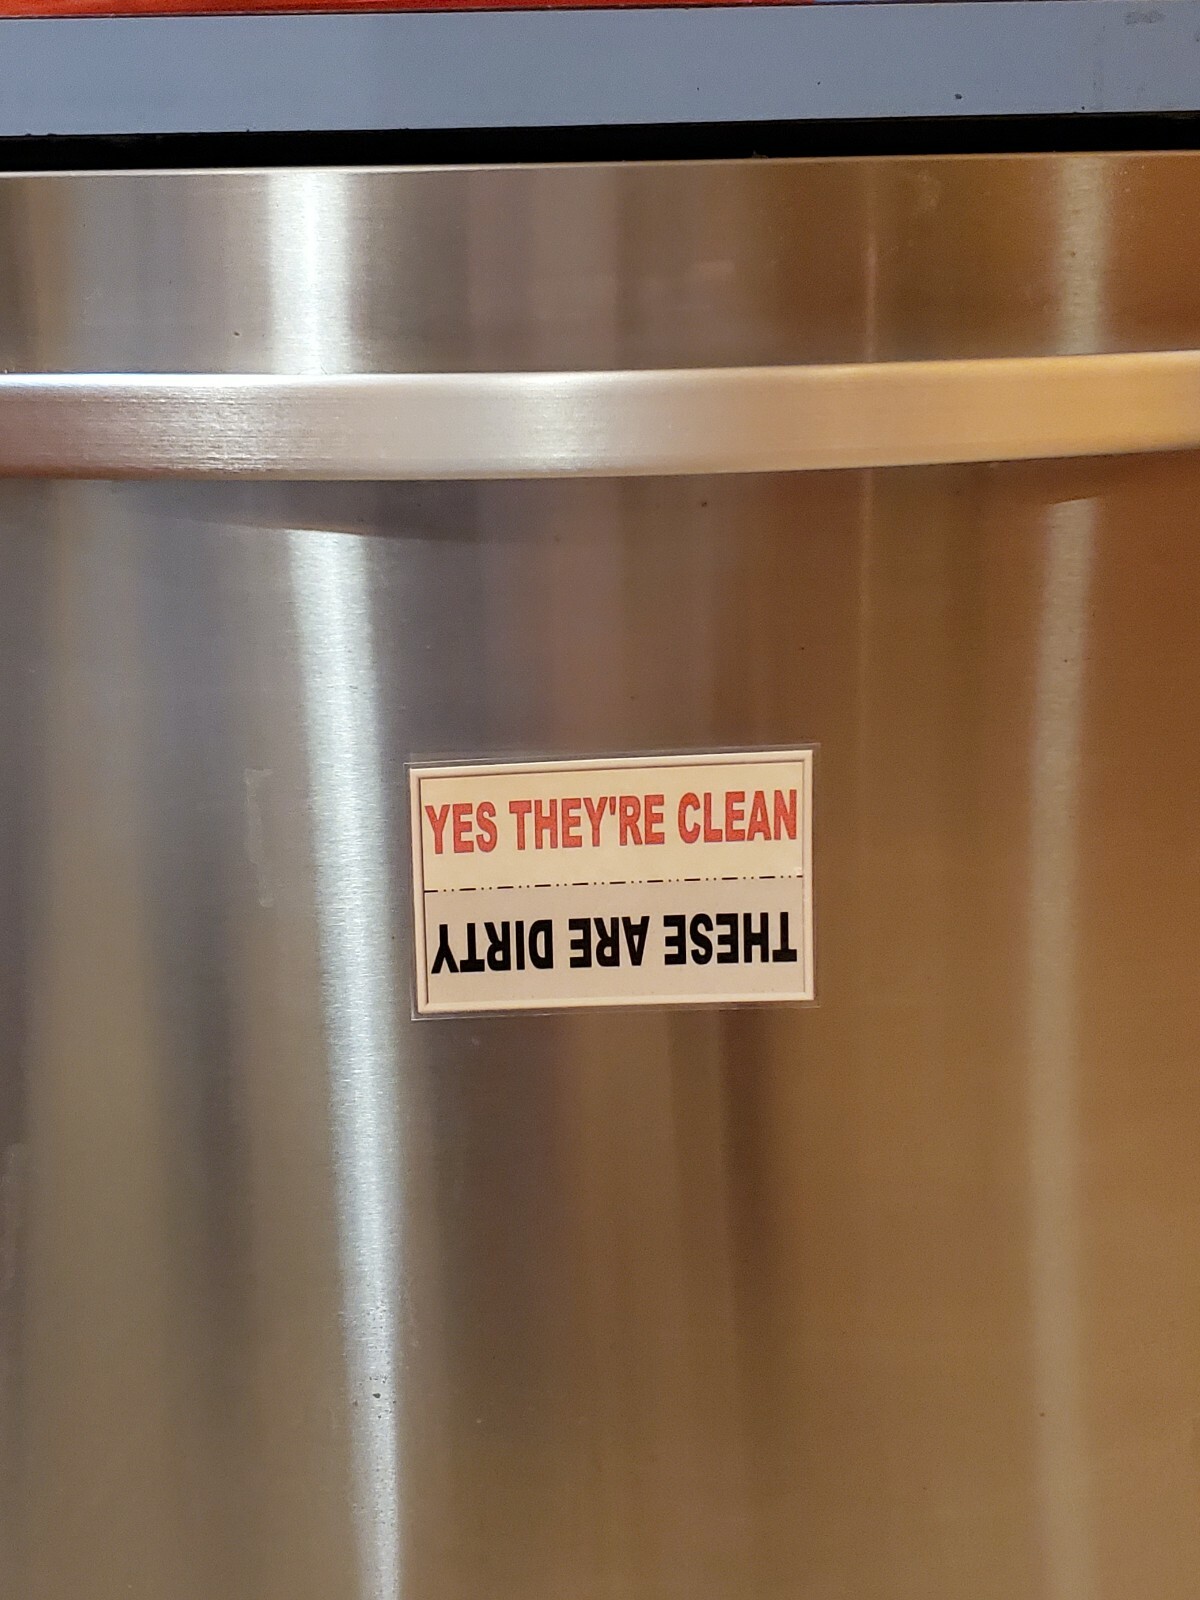 YES THEY'RE CLEAN
THESE ARE DIRTY